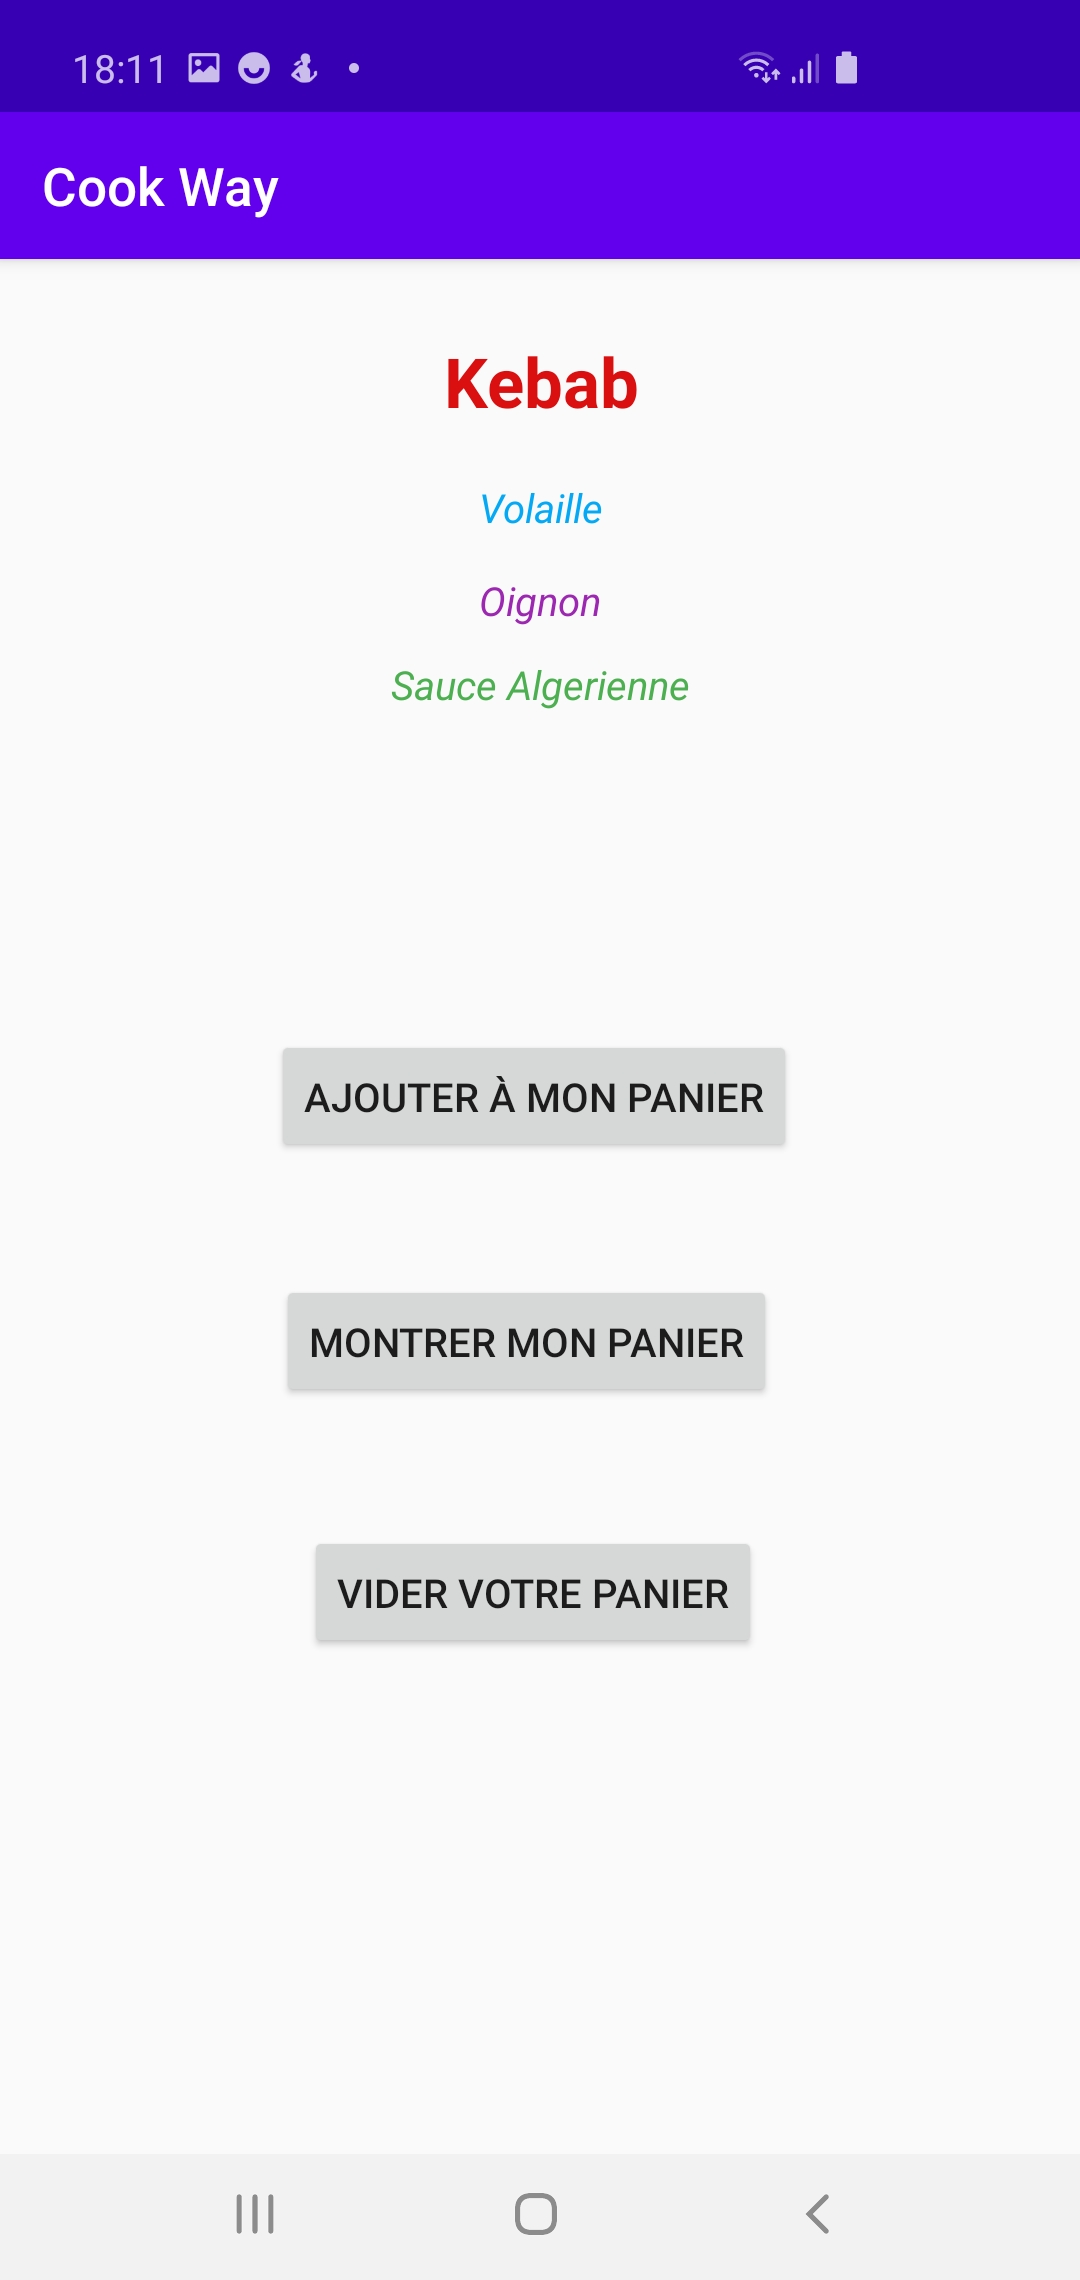 18:11
Cook Way
Kebab
Volaille
Oignon
Sauce Algerienne
AJOUTER À MON PANIER
MONTRER MON PANIER
VIDER VOTRE PANIER